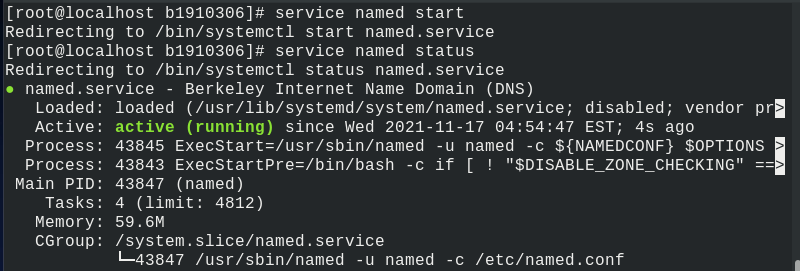 [root@localhost b1910306]# service named start
Redirecting to /bin/systemctl start named.service
[root@localhost b1910306]# service named status
Redirecting to /bin/systemctl status named.service
● named.service - Berkeley Internet Name Domain (DNS)
   Loaded: loaded (/usr/lib/systemd/system/named.service; disabled; vendor pr>
   Active: active (running) since Wed 2021-11-17 04:54:47 EST; 4s ago
  Process: 43845 ExecStart=/usr/sbin/named -u named -c ${NAMEDCONF} $OPTIONS >
  Process: 43843 ExecStartPre=/bin/bash -c if [ ! "$DISABLE_ZONE_CHECKING" ==>
 Main PID: 43847 (named)
    Tasks: 4 (limit: 4812)
   Memory: 59.6M
   CGroup: /system.slice/named.service
           └─43847 /usr/sbin/named -u named -c /etc/named.conf